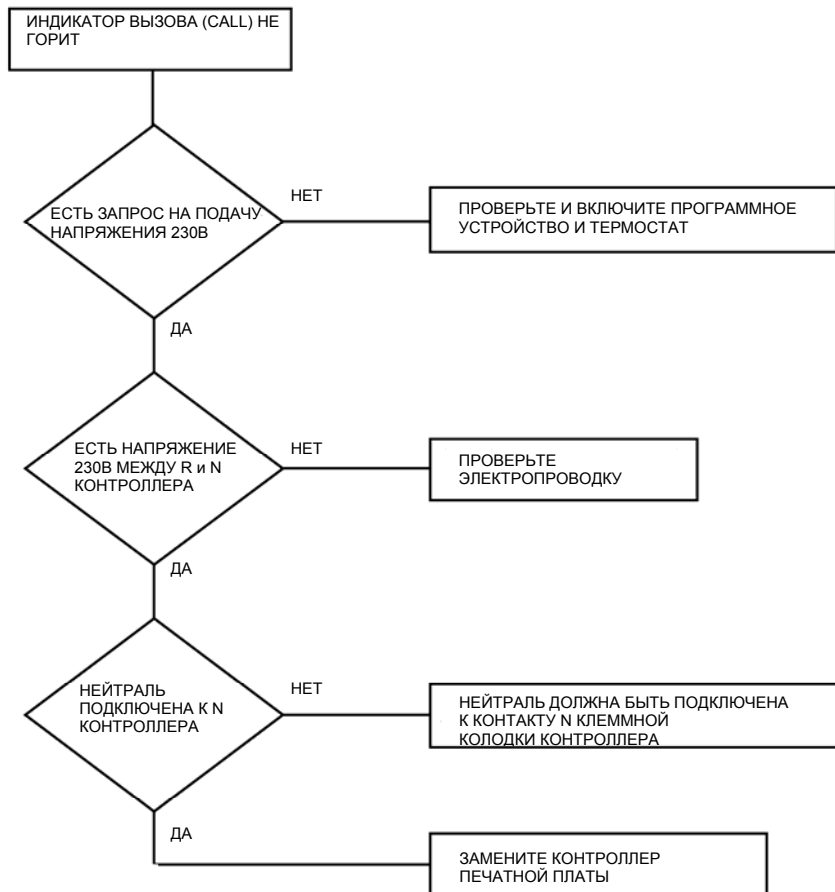 ИНДИКАТОР ВЫЗОВА (CALL) НЕ
ГОРИТ
ЕСТЬ ЗАПРОС НА ПОДАЧУ
НАПРЯЖЕНИЯ 230В
НЕТ
ПРОВЕРЬТЕ И ВКЛЮЧИТЕ ПРОГРАММНОЕ
УСТРОЙСТВО И ТЕРМОСТАТ
ДА
ЕСТЬ НАПРЯЖЕНИЕ
230В МЕЖДУ R и N
КОНТРОЛЛЕРА
НЕТ
ПРОВЕРЬТЕ
ЭЛЕКТРОПРОВОДКУ
ДА
НЕЙТРАЛЬ
ПОДКЛЮЧЕНА К N
КОНТРОЛЛЕРА
НЕТ
НЕЙТРАЛЬ ДОЛЖНА БЫТЬ ПОДКЛЮЧЕНА
К КОНТАКТУ N КЛЕММНОЙ
КОЛОДКИ КОНТРОЛЛЕРА
ДА
ЗАМЕНИТЕ КОНТРОЛЛЕР
ПЕЧАТНОЙ ПЛАТЫ